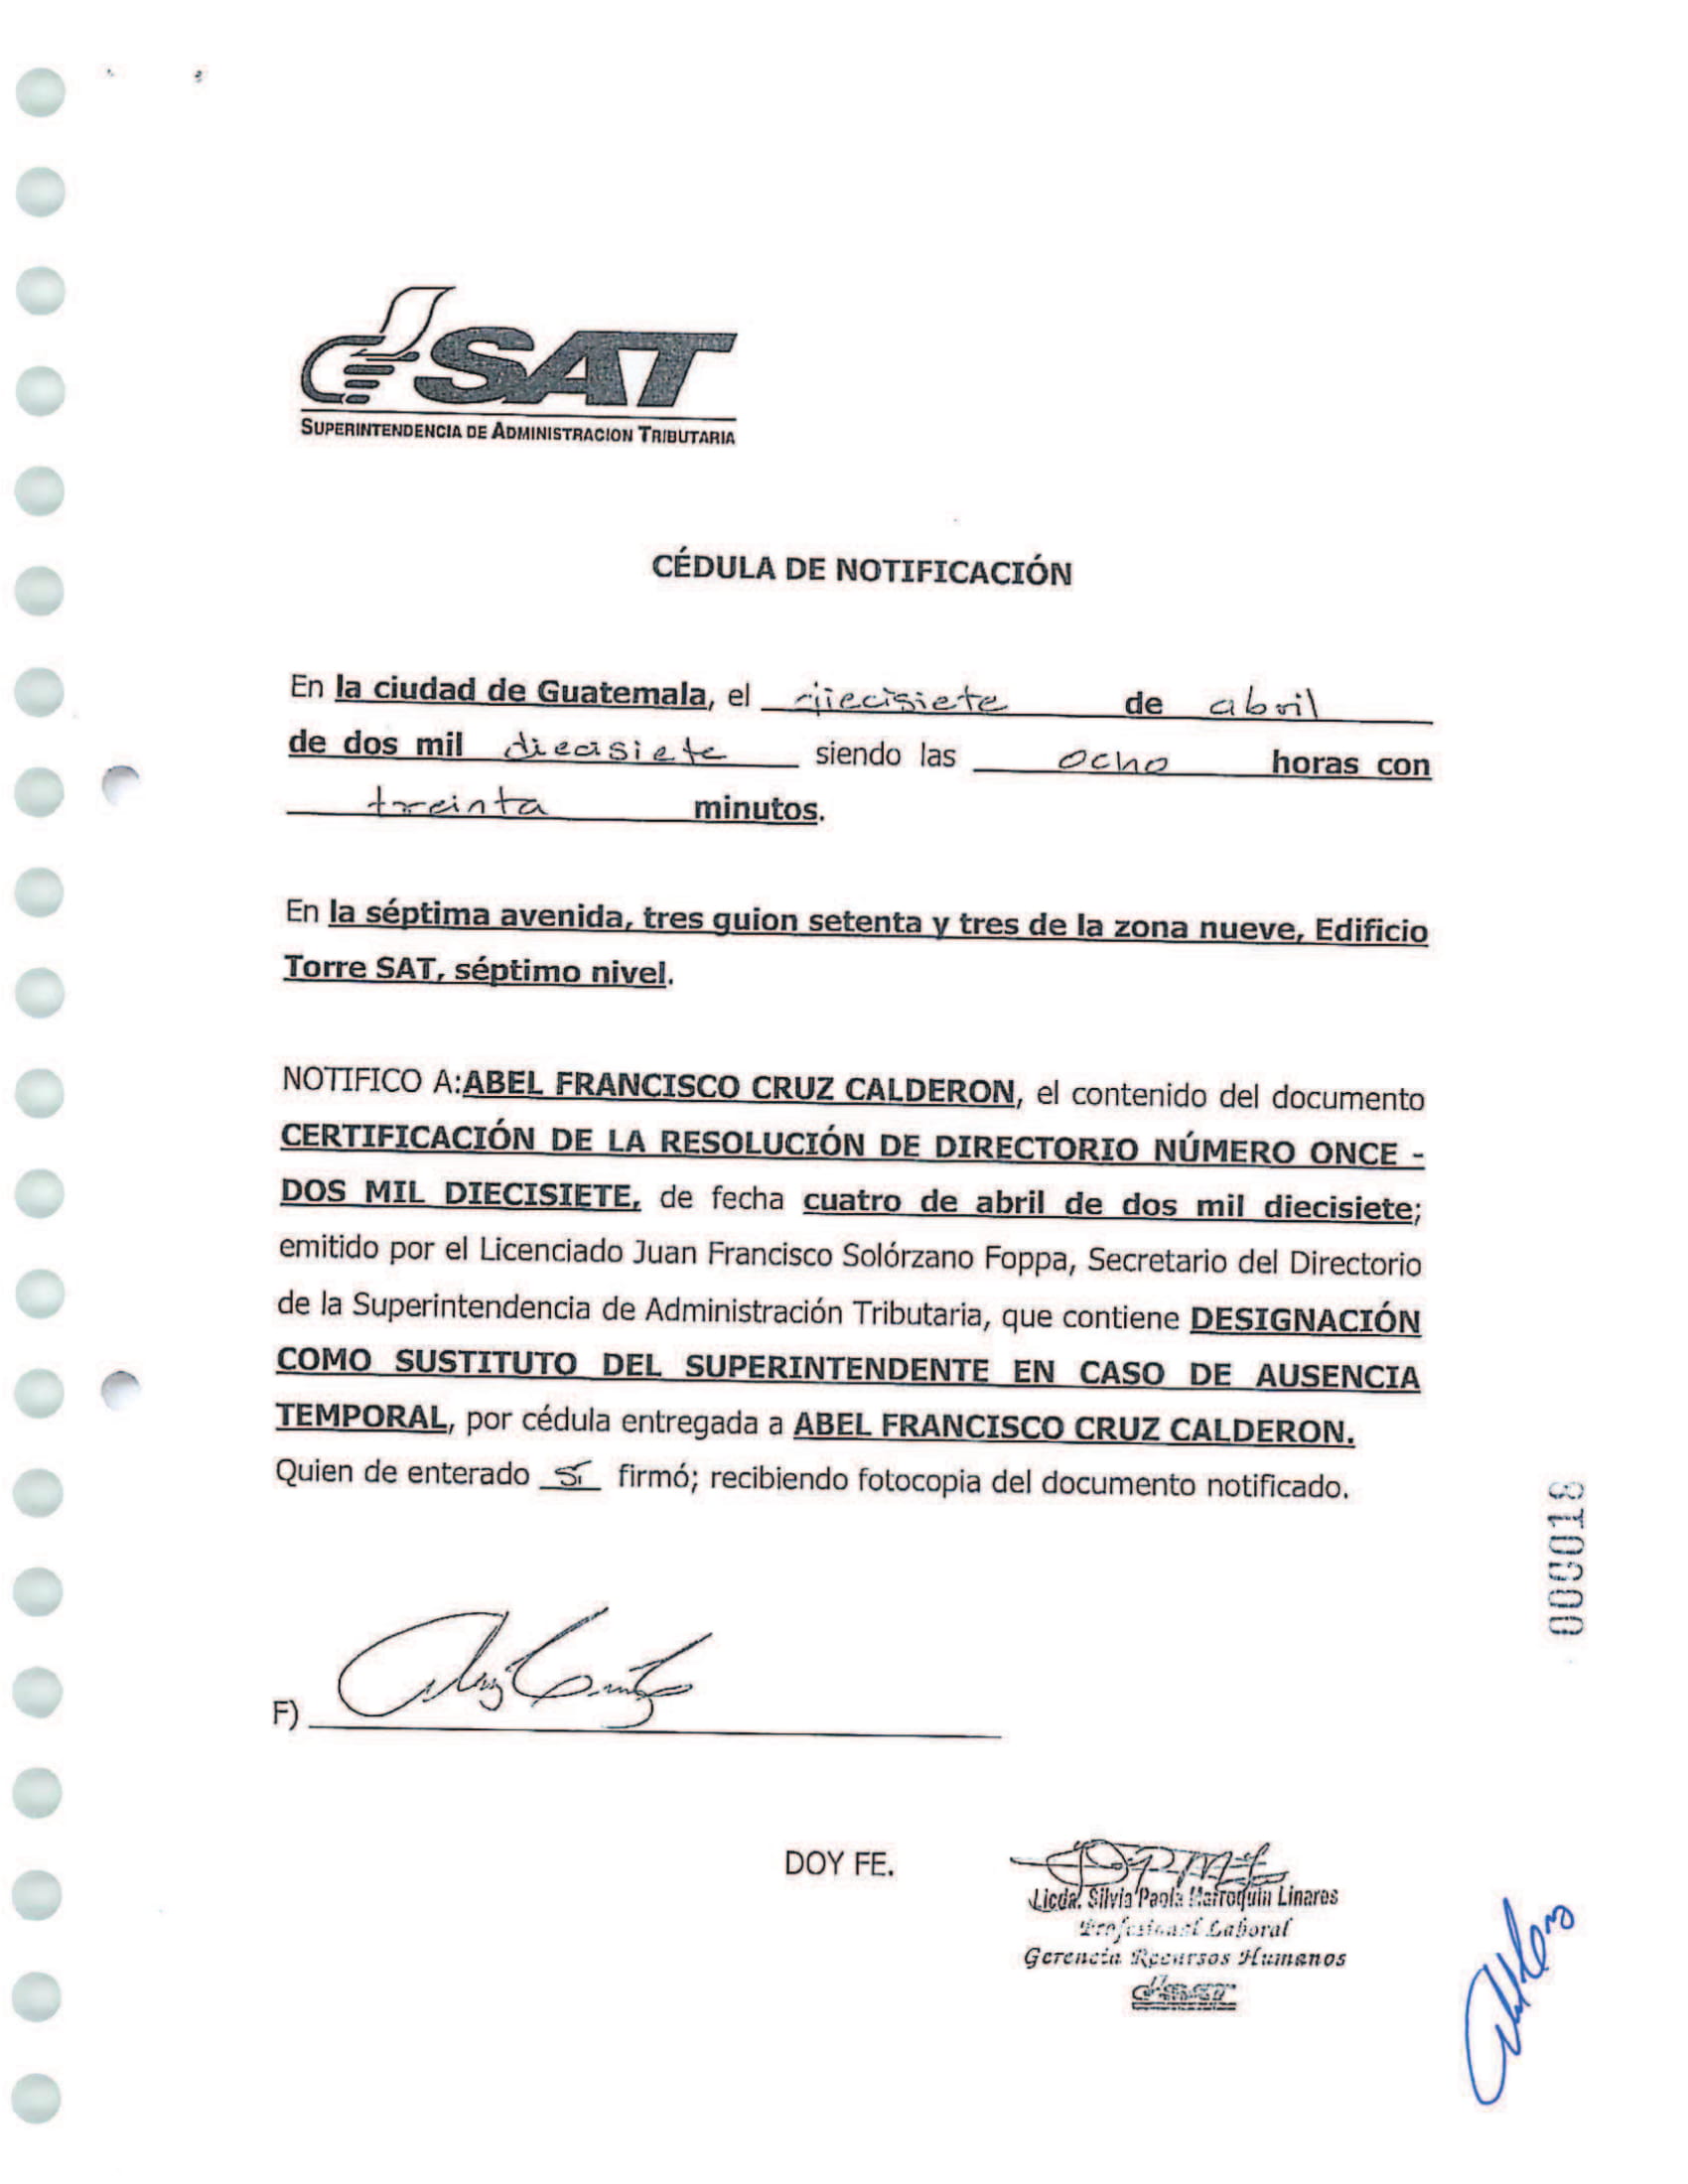 SAT
SUPERINTENDENCIA DE ADMINISTRACION TRIBUTARIA
CÉDULA DE NOTIFICACIÓN
En la ciudad de Guatemala, el diecisiete de abril
de dos mil diecisiete siendo las ocho horas con
treinta minutos.
En la séptima avenida, tres guion setenta y tres de la zona nueve, Edificio
Torre SAT, séptimo nivel.
NOTIFICO A:ABEL FRANCISCO CRUZ CALDERON, el contenido del documento
CERTIFICACIÓN DE LA RESOLUCIÓN DE DIRECTORIO NÚMERO ONCE -
DOS MIL DIECISIETE, de fecha cuatro de abril de dos mil diecisiete;
emitido por el Licenciado Juan Francisco Solórzano Foppa, Secretario del Directorio
de la Superintendencia de Administración Tributaria, que contiene DESIGNACIÓN
COMO SUSTITUTO DEL SUPERINTENDENTE EN CASO DE AUSENCIA
TEMPORAL, por cédula entregada a ABEL FRANCISCO CRUZ CALDERON.
Quien de enterado sí firmó; recibiendo fotocopia del documento notificado.
000018
F)
DOY FE.
Licda. Silvia Paola Marroquín Linares
Profesional Laboral
Gerencia Recursos Humanos
SAT